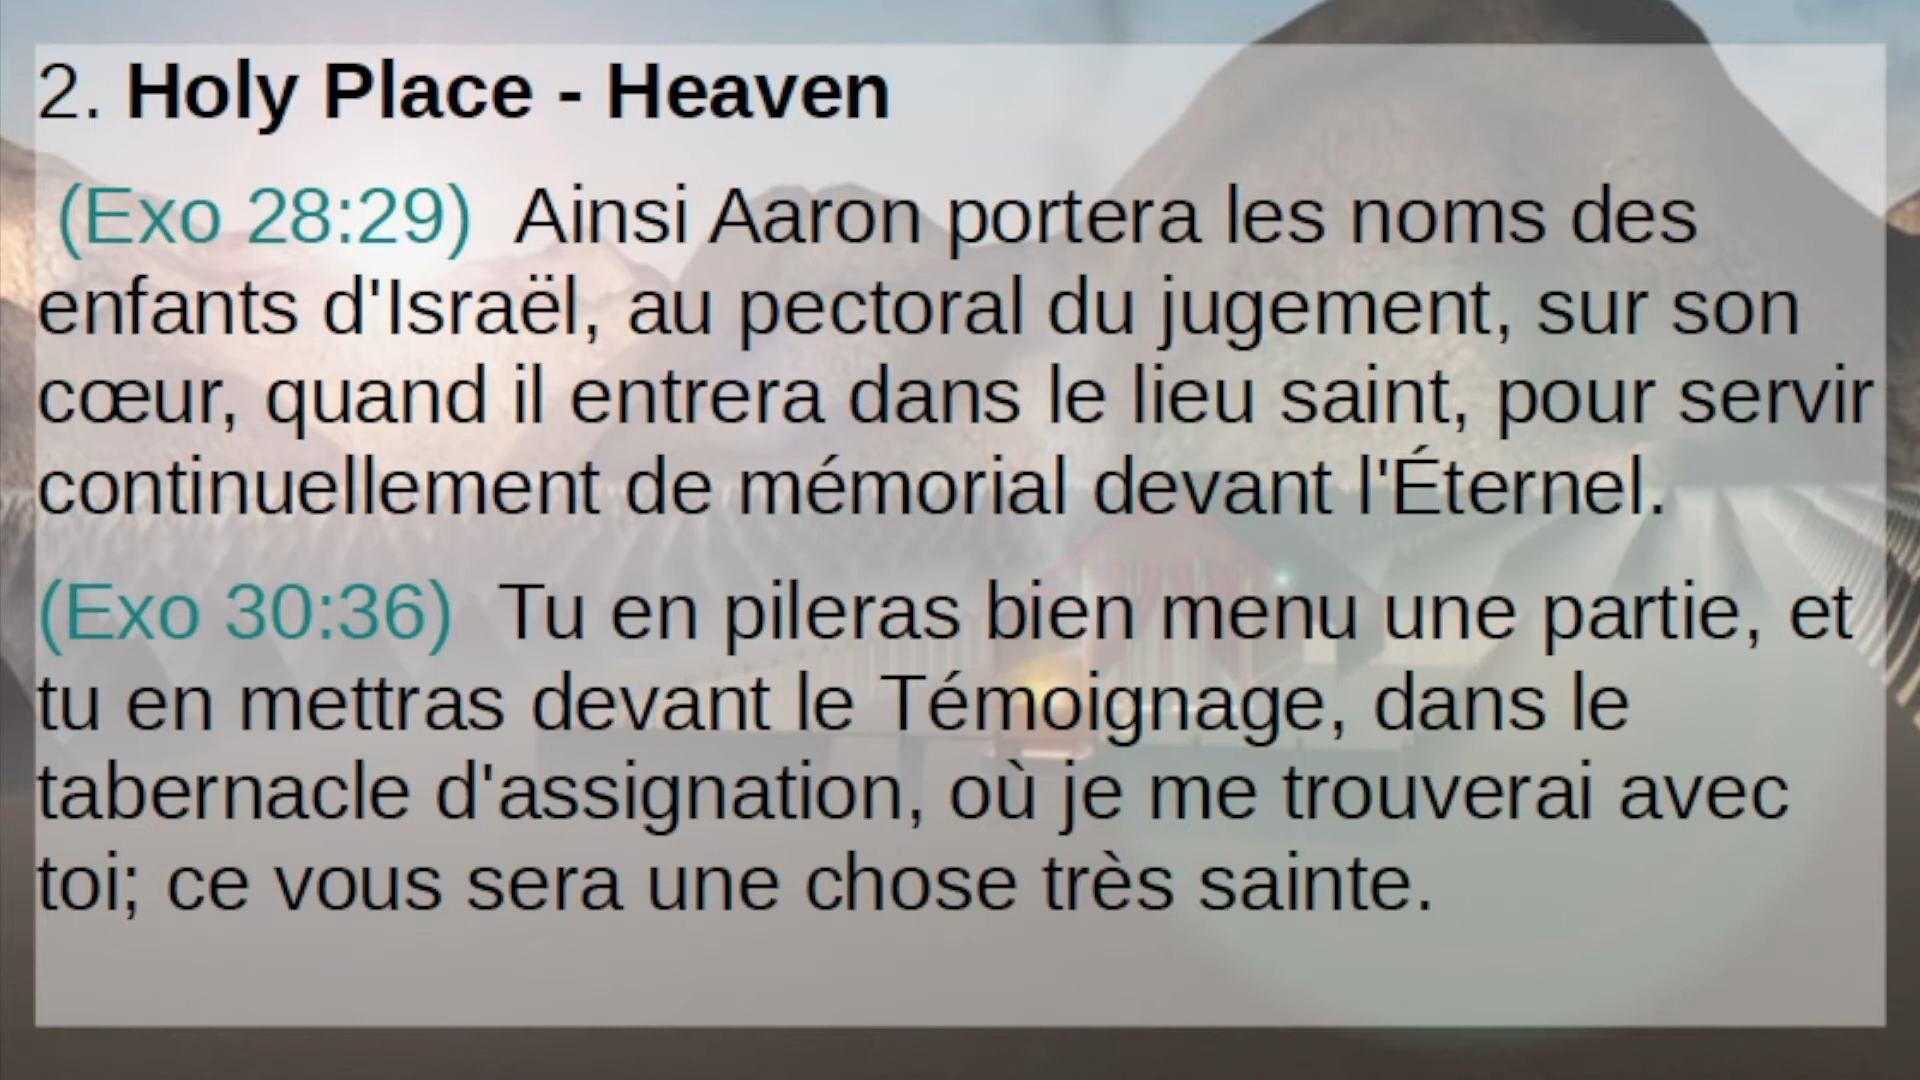 2. Holy Place - Heaven
(Exo 28:29) Ainsi Aaron portera les noms des
enfants d'Israël, au pectoral du jugement, sur son
cœur, quand il entrera dans le lieu saint, pour servir
continuellement de mémorial devant l'Éternel.
(Exo 30:36) Tu en pileras bien menu une partie, et
tu en mettras devant le Témoignage, dans le
tabernacle d'assignation, où je me trouverai avec
toi; ce vous sera une chose très sainte.